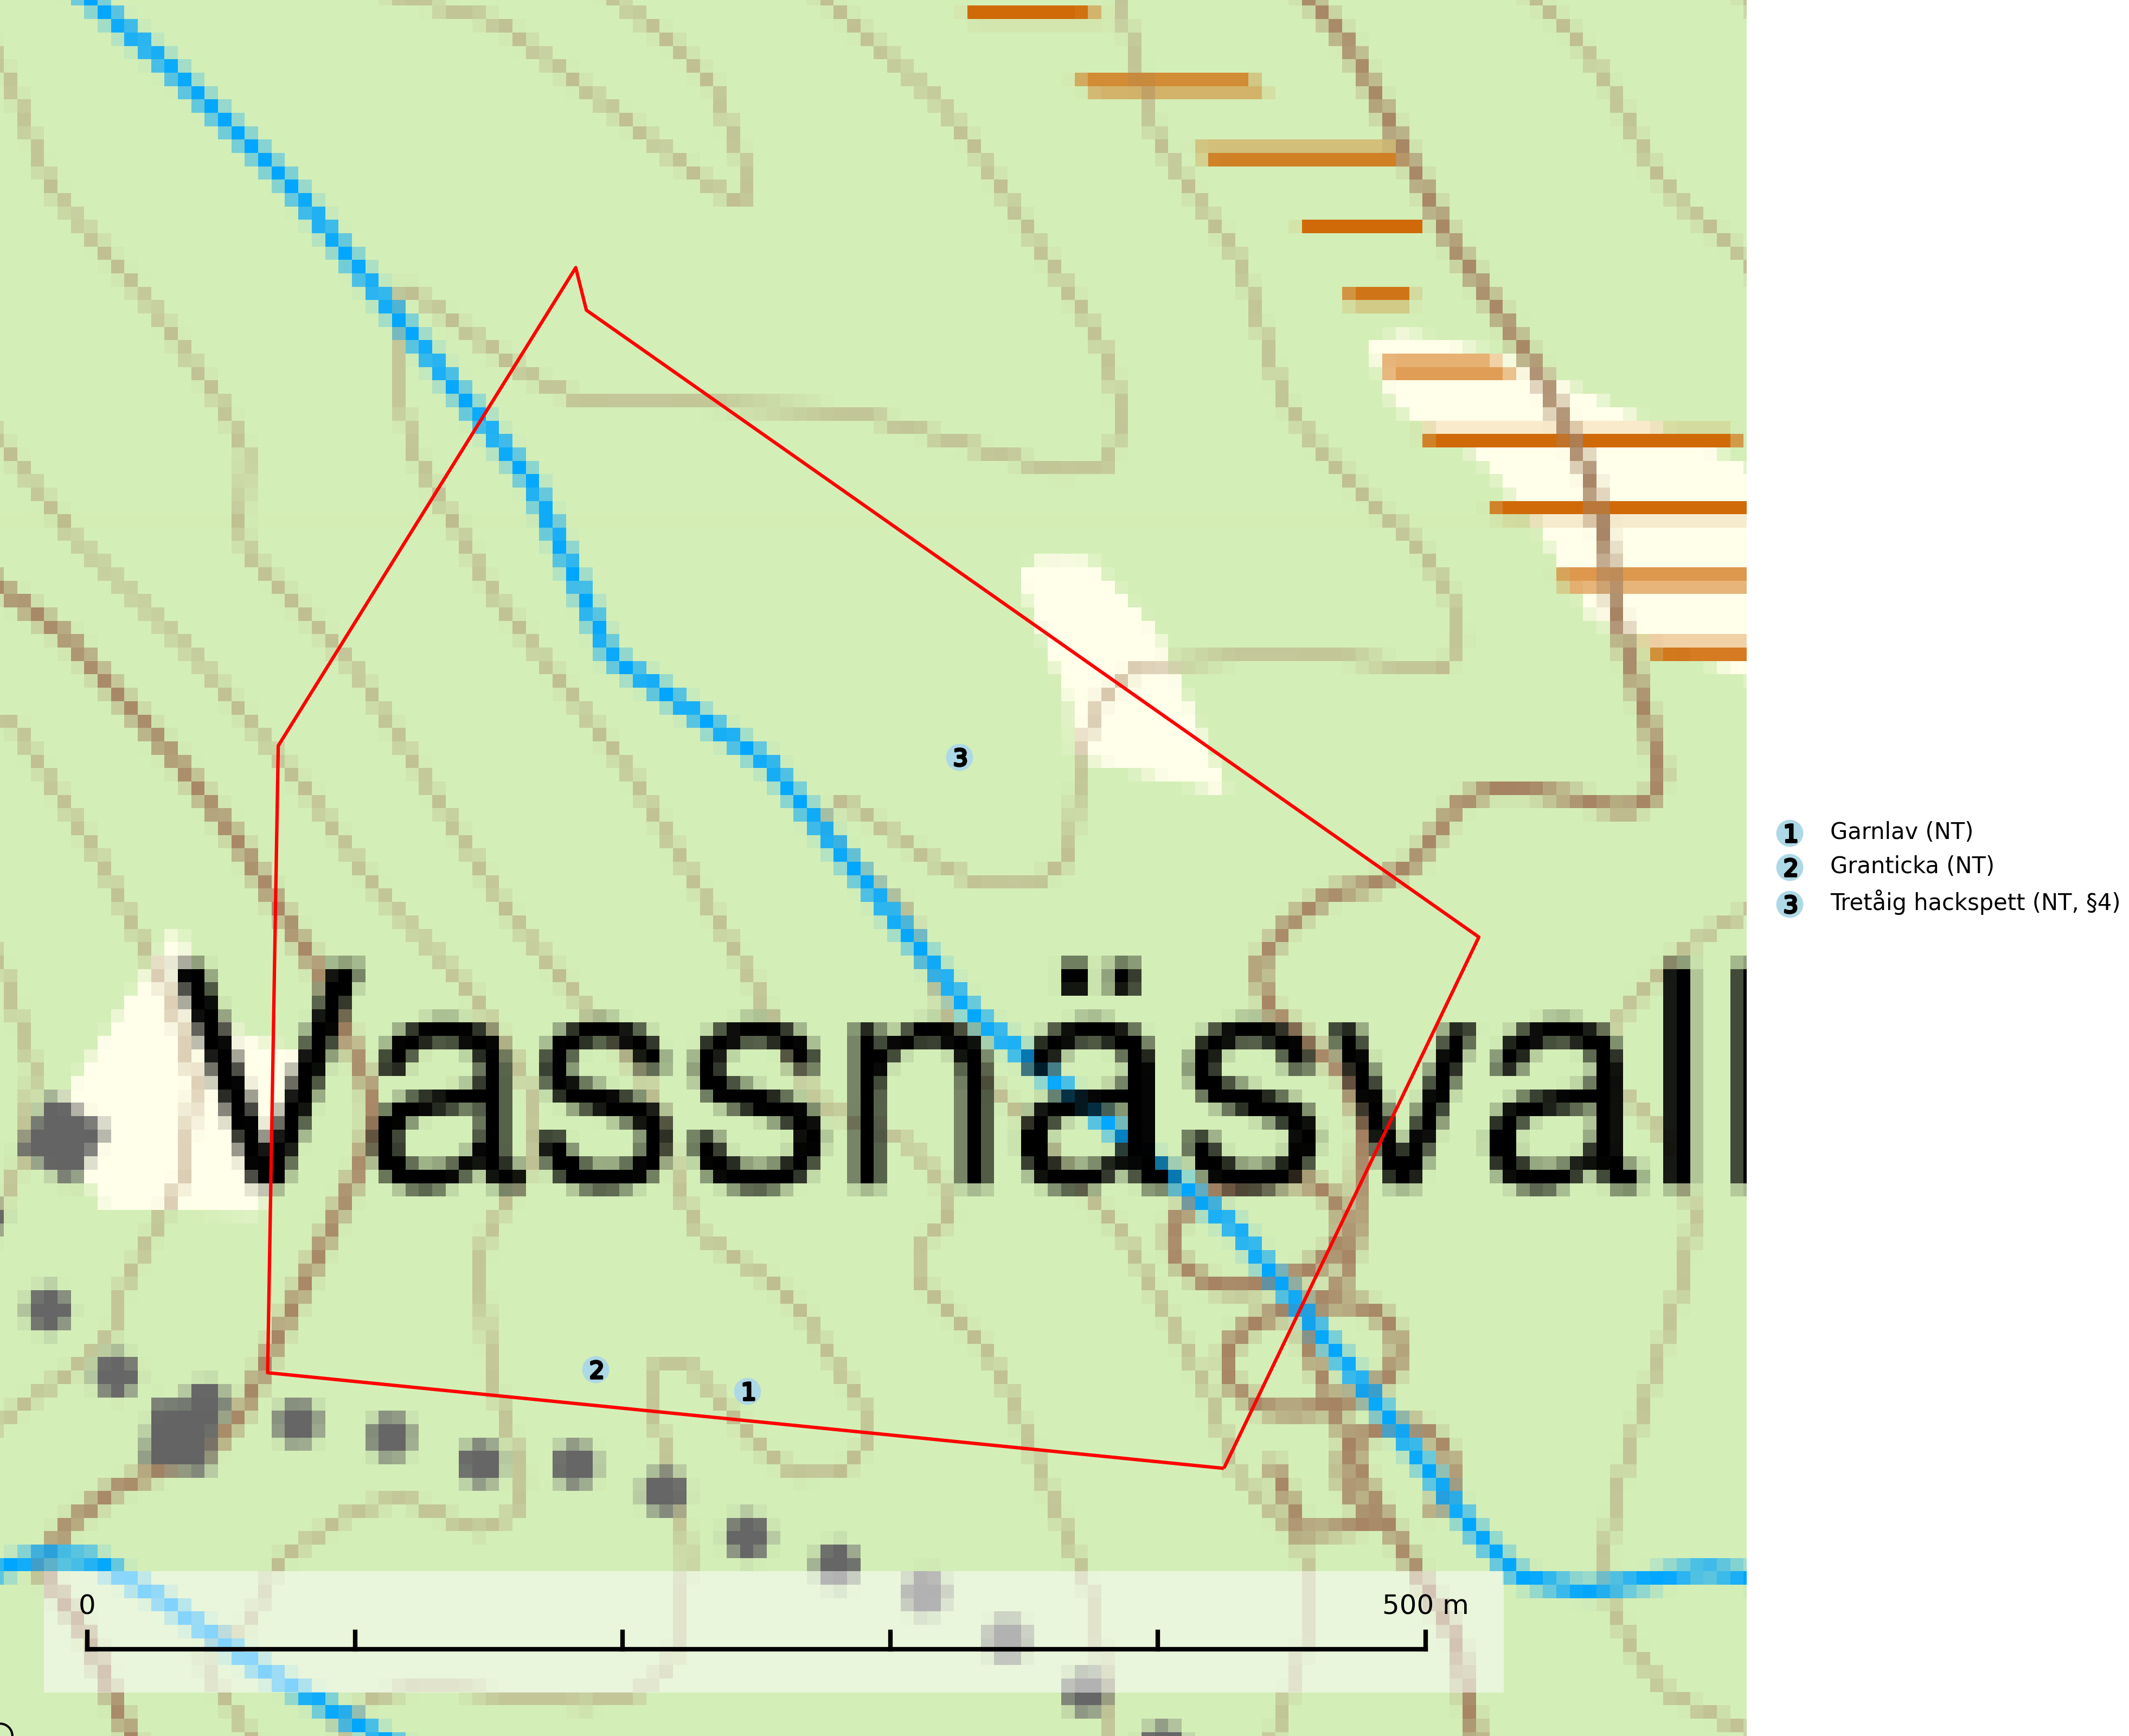 3
Vassnäsvall
2
1
0 500 m
1 Garnlav (NT)
2 Granticka (NT)
3 Tretåig hackspett (NT, §4)